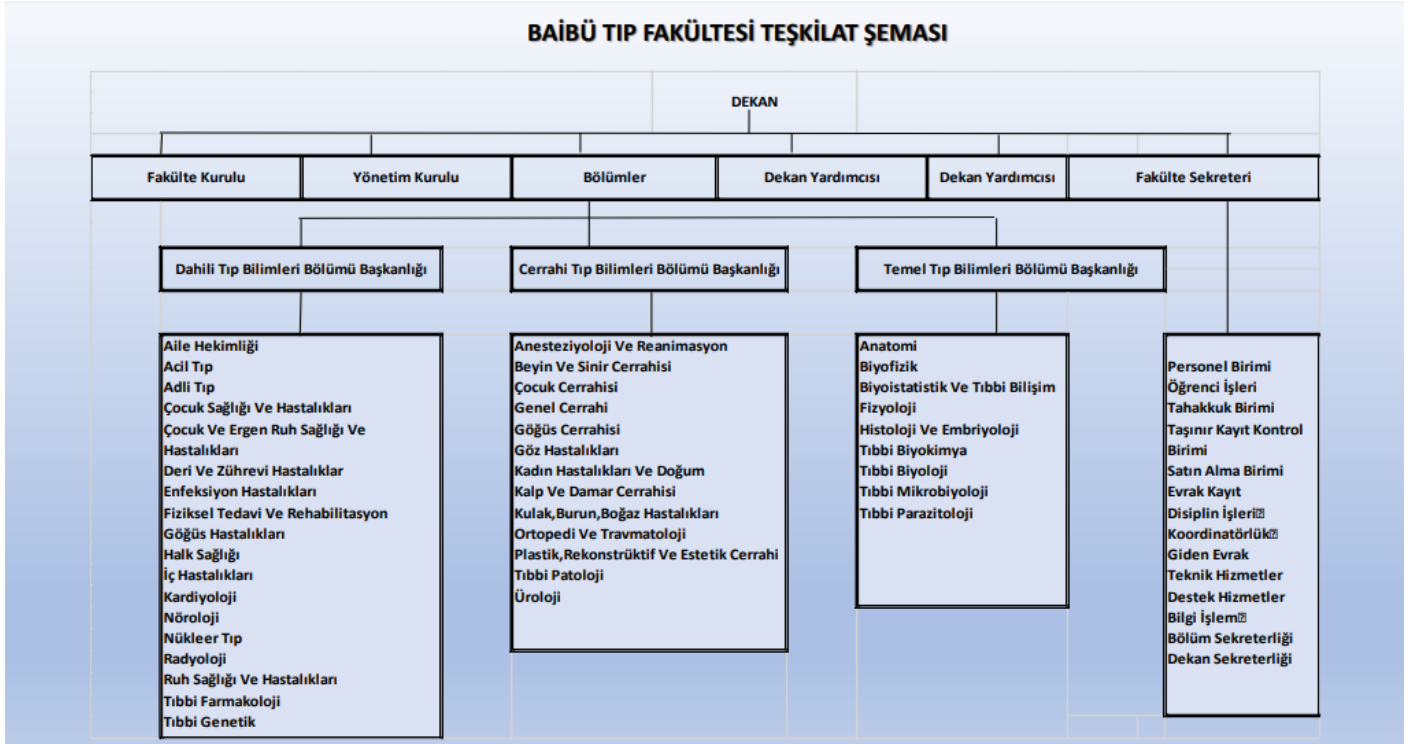 BAİBÜ TIP FAKÜLTESİ TEŞKİLAT ŞEMASI
DEKAN
Fakülte Kurulu
Yönetim Kurulu
Bölümler
Dekan Yardımcısı
Dekan Yardımcısı
Fakülte Sekreteri
Dahili Tıp Bilimleri Bölümü Başkanlığı
Cerrahi Tıp Bilimleri Bölümü Başkanlığı
Temel Tıp Bilimleri Bölümü Başkanlığı
Aile Hekimliği
Acil Tıp
Adli Tıp
Çocuk Sağlığı Ve Hastalıkları
Çocuk Ve Ergen Ruh Sağlığı Ve
Hastalıkları
Deri Ve Zührevi Hastalıklar
Enfeksiyon Hastalıkları
Fiziksel Tedavi Ve Rehabilitasyon
Göğüs Hastalıkları
Halk Sağlığı
İç Hastalıkları
Kardiyoloji
Nöroloji
Nükleer Tıp
Radyoloji
Ruh Sağlığı Ve Hastalıkları
Tıbbi Farmakoloji
Tıbbi Genetik
Anesteziyoloji Ve Reanimasyon
Beyin Ve Sinir Cerrahisi
Çocuk Cerrahisi
Genel Cerrahi
Göğüs Cerrahisi
Göz Hastalıkları
Kadın Hastalıkları Ve Doğum
Kalp Ve Damar Cerrahisi
Kulak,Burun,Boğaz Hastalıkları
Ortopedi Ve Travmatoloji
Plastik,Rekonstrüktif Ve Estetik Cerrahi
Tıbbi Patoloji
Üroloji
Anatomi
Biyofizik
Biyoistatistik Ve Tıbbi Bilişim
Fizyoloji
Histoloji Ve Embriyoloji
Tıbbi Biyokimya
Tıbbi Biyoloji
Tıbbi Mikrobiyoloji
Tıbbi Parazitoloji
Personel Birimi
Öğrenci İşleri
Tahakkuk Birimi
Taşınır Kayıt Kontrol
Birimi
Satın Alma Birimi
Evrak Kayıt
Disiplin İşleri
Koordinatörlük
Giden Evrak
Teknik Hizmetler
Destek Hizmetler
Bilgi İşlem
Bölüm Sekreterliği
Dekan Sekreterliği